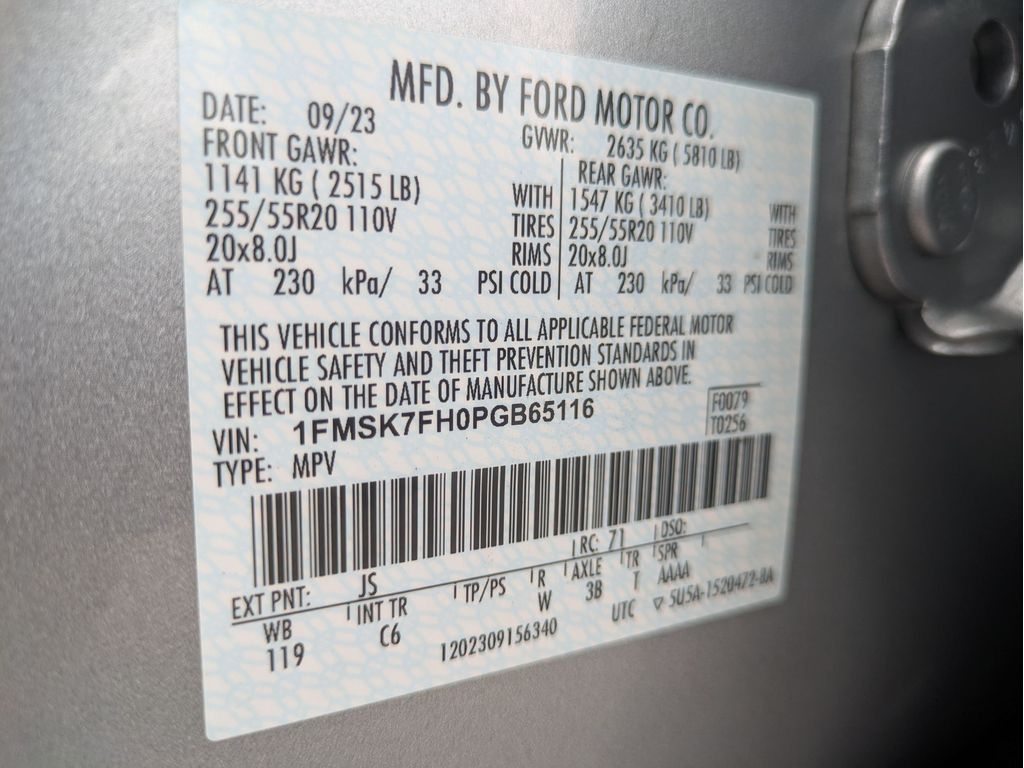 MFD. BY FORD MOTOR CO.
DATE: 09/23 GVWR: 2635 KG ( 5810 LB)
FRONT GAWR: REAR GAWR:
1141 KG ( 2515 LB) WITH 1547 KG ( 3410 LB) WITH
255/55R20 110V TIRES 255/55R20 110V TIRES
20x8.0J RIMS 20x8.0J RIMS
AT 230 kPa/ 33 PSI COLD AT 230 kPa/ 33 PSI COLD
THIS VEHICLE CONFORMS TO ALL APPLICABLE FEDERAL MOTOR
VEHICLE SAFETY AND THEFT PREVENTION STANDARDS IN
EFFECT ON THE DATE OF MANUFACTURE SHOWN ABOVE.
VIN: 1FMSK7FH0PGB65116 F0079
TYPE: MPV T0256
EXT PNT: JS RC: 71 DSO:
WB INT TR TP/PS R AXLE TR SPR
119 C6 W 3B T AAAA
1202309156340 UTC ▽ 5U5A-1520472-BA